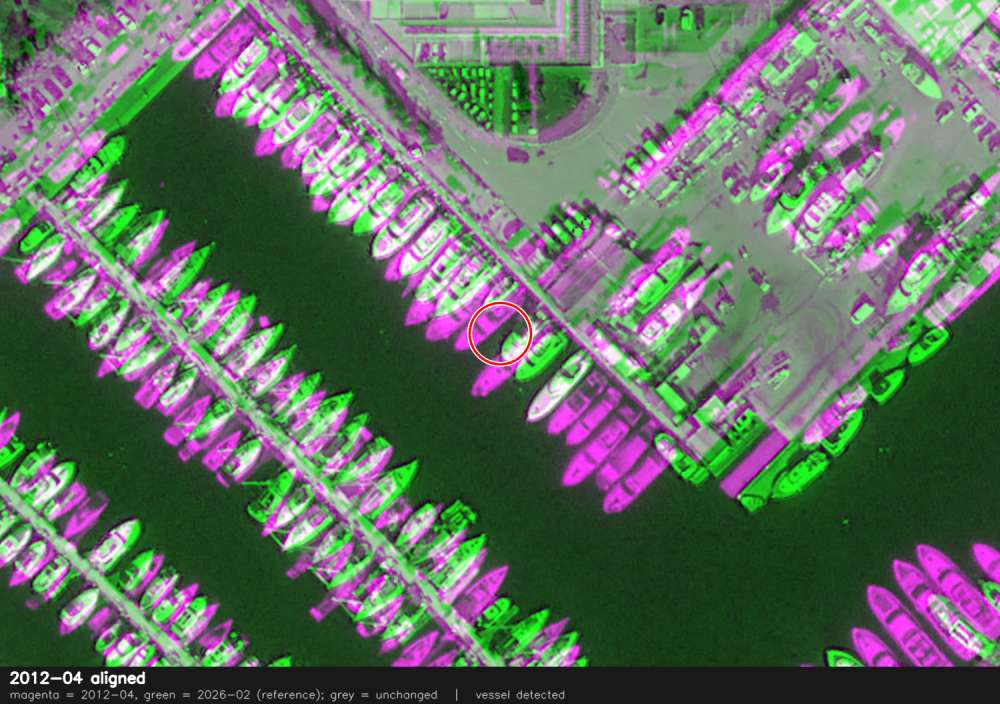 2012-04 aligned
magenta = 2012-04, green = 2026-02 (reference); grey = unchanged | vessel detected